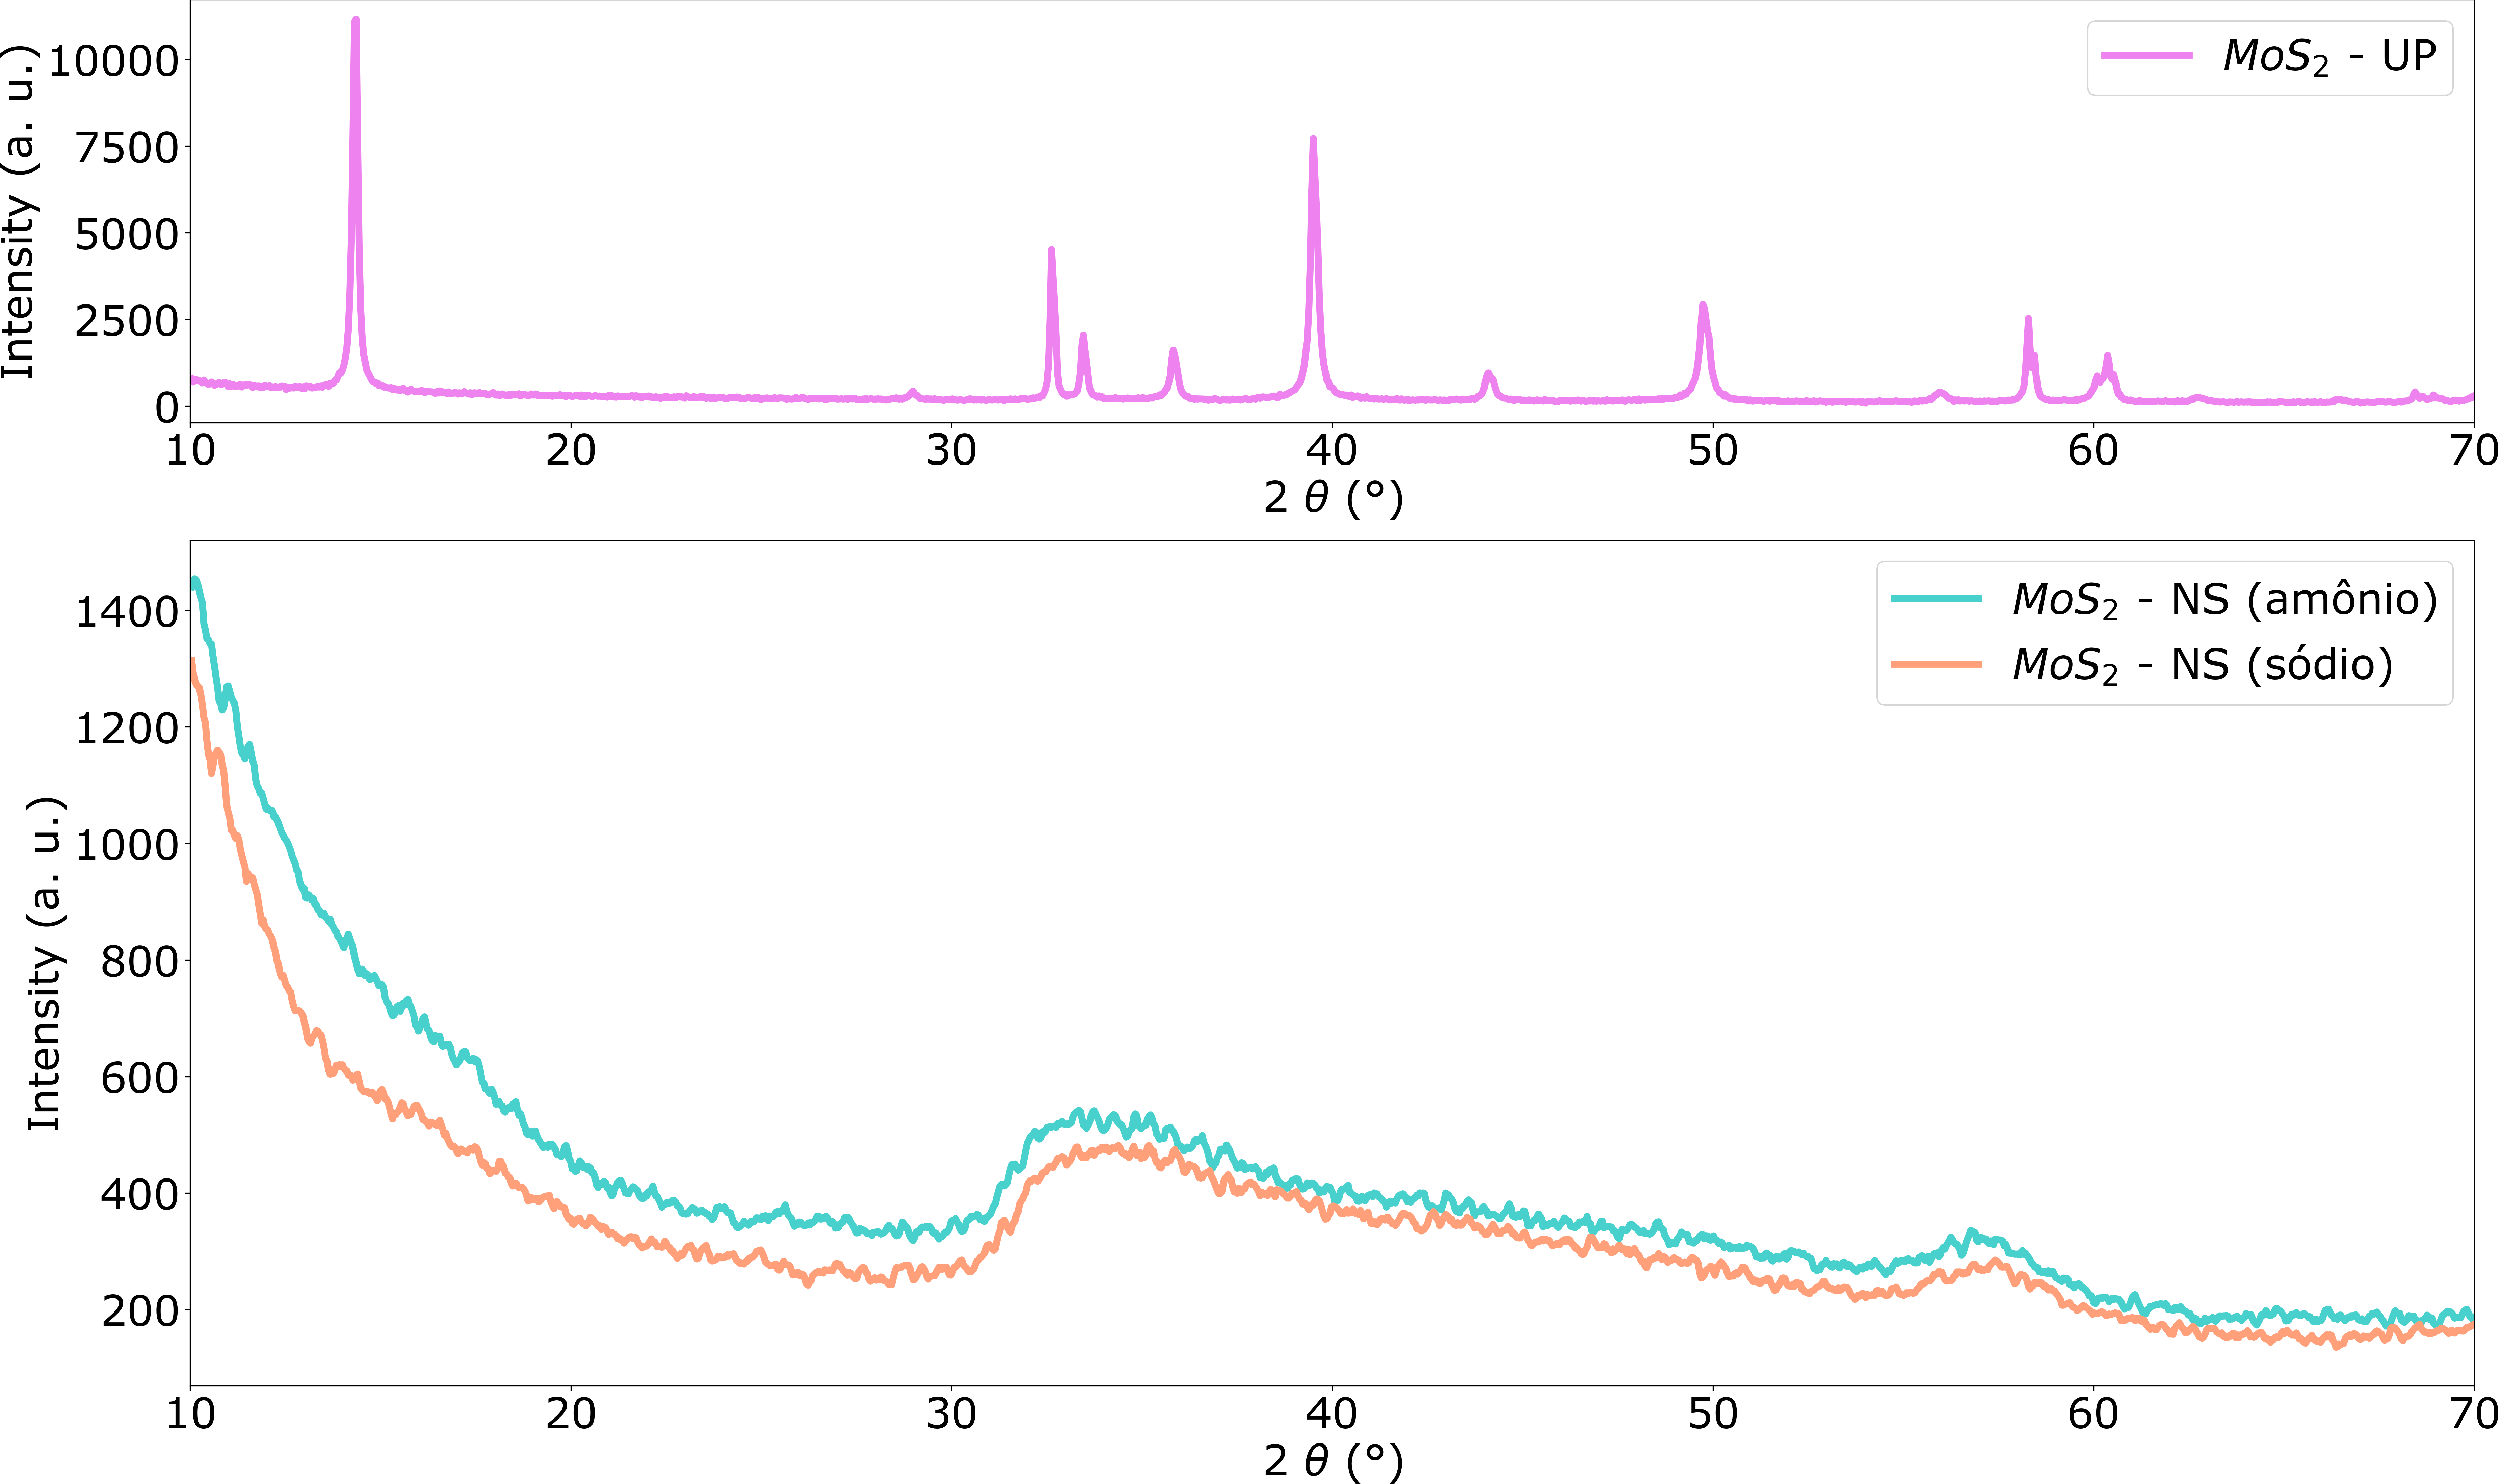 Intensity (a. u.)
10000
7500
5000
2500
0
MoS₂ - UP
10 20 30 40 50 60 70
2 θ (°)
Intensity (a. u.)
1400
1200
1000
800
600
400
200
MoS₂ - NS (amônio)
MoS₂ - NS (sódio)
10 20 30 40 50 60 70
2 θ (°)